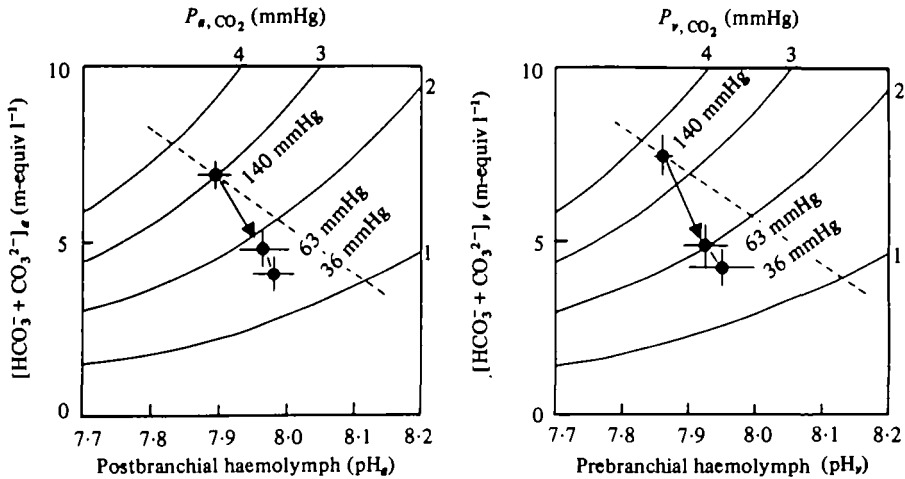 P_a, CO₂ (mmHg)
4
3
10
2
140 mmHg
63 mmHg
36 mmHg
5
1
0
7·7 7·8 7·9 8·0 8·1 8·2
[HCO₃⁻ + CO₃²⁻]_a (m-equiv l⁻¹)
Postbranchial haemolymph (pH_a)
P_v, CO₂ (mmHg)
4
3
10
2
140 mmHg
63 mmHg
36 mmHg
5
1
0
7·7 7·8 7·9 8·0 8·1 8·2
[HCO₃⁻ + CO₃²⁻]_v (m-equiv l⁻¹)
Prebranchial haemolymph (pH_v)